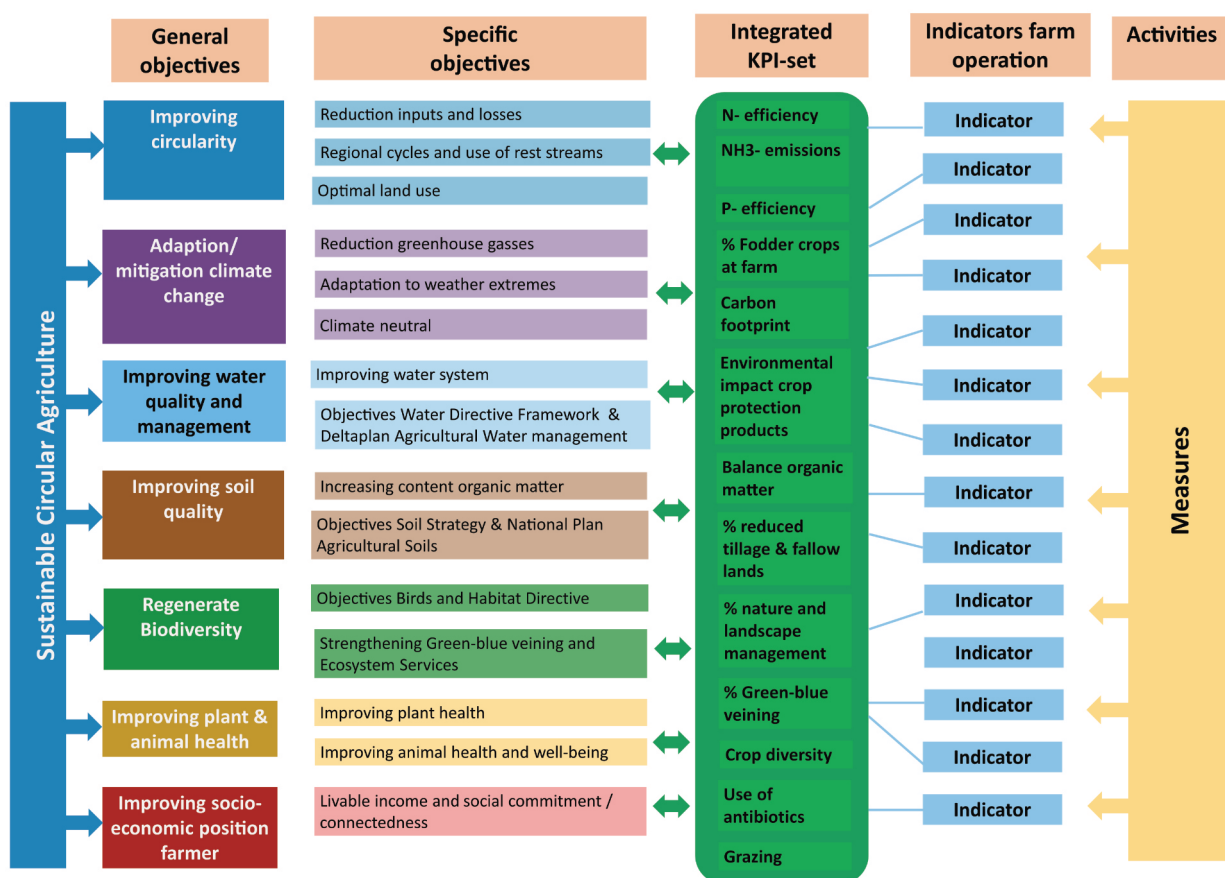 General
objectives
Specific
objectives
Integrated
KPI-set
Indicators farm
operation
Activities
Sustainable Circular Agriculture
Improving
circularity
Adaption/
mitigation climate
change
Improving water
quality and
management
Improving soil
quality
Regenerate
Biodiversity
Improving plant &
animal health
Improving socio-
economic position
farmer
Reduction inputs and losses
Regional cycles and use of rest streams
Optimal land use
Reduction greenhouse gasses
Adaptation to weather extremes
Climate neutral
Improving water system
Objectives Water Directive Framework &
Deltaplan Agricultural Water management
Increasing content organic matter
Objectives Soil Strategy & National Plan
Agricultural Soils
Objectives Birds and Habitat Directive
Strengthening Green-blue veining and
Ecosystem Services
Improving plant health
Improving animal health and well-being
Livable income and social commitment /
connectedness
N- efficiency
NH3- emissions
P- efficiency
% Fodder crops
at farm
Carbon
footprint
Environmental
impact crop
protection
products
Balance organic
matter
% reduced
tillage & fallow
lands
% nature and
landscape
management
% Green-blue
veining
Crop diversity
Use of
antibiotics
Grazing
Indicator
Indicator
Indicator
Indicator
Indicator
Indicator
Indicator
Indicator
Indicator
Indicator
Indicator
Indicator
Indicator
Indicator
Measures